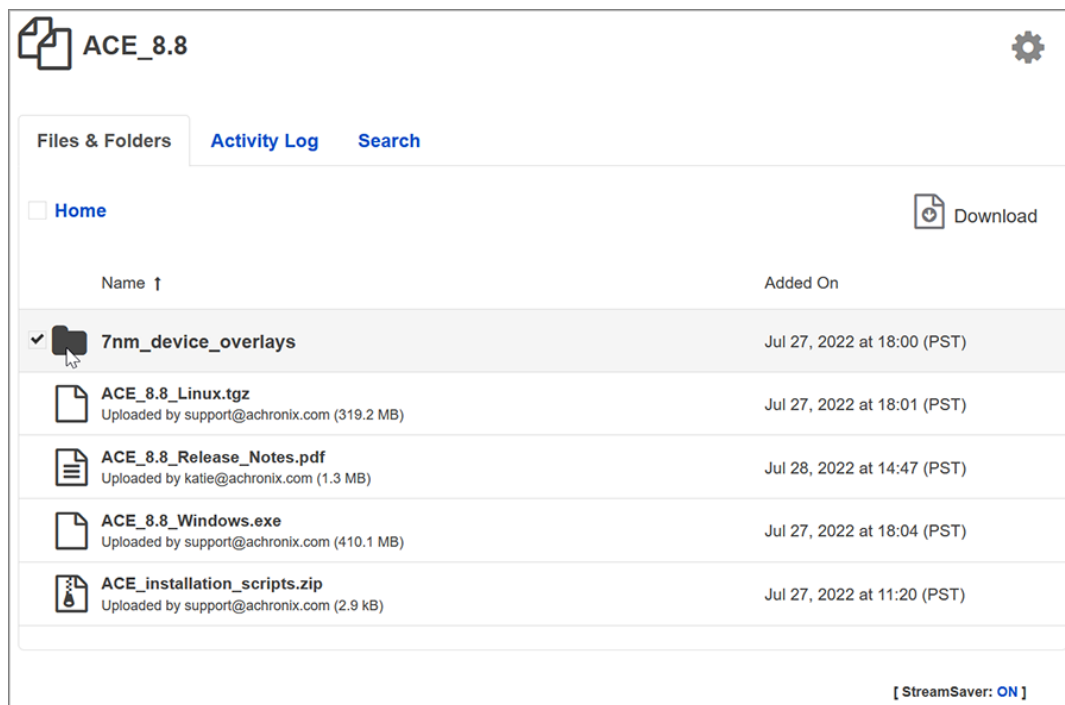 ACE_8.8
Files & Folders Activity Log Search
Home Download
Name ↑ Added On
7nm_device_overlays Jul 27, 2022 at 18:00 (PST)
ACE_8.8_Linux.tgz
Uploaded by support@achronix.com (319.2 MB) Jul 27, 2022 at 18:01 (PST)
ACE_8.8_Release_Notes.pdf
Uploaded by katie@achronix.com (1.3 MB) Jul 28, 2022 at 14:47 (PST)
ACE_8.8_Windows.exe
Uploaded by support@achronix.com (410.1 MB) Jul 27, 2022 at 18:04 (PST)
ACE_installation_scripts.zip
Uploaded by support@achronix.com (2.9 kB) Jul 27, 2022 at 11:20 (PST)
[ StreamSaver: ON ]